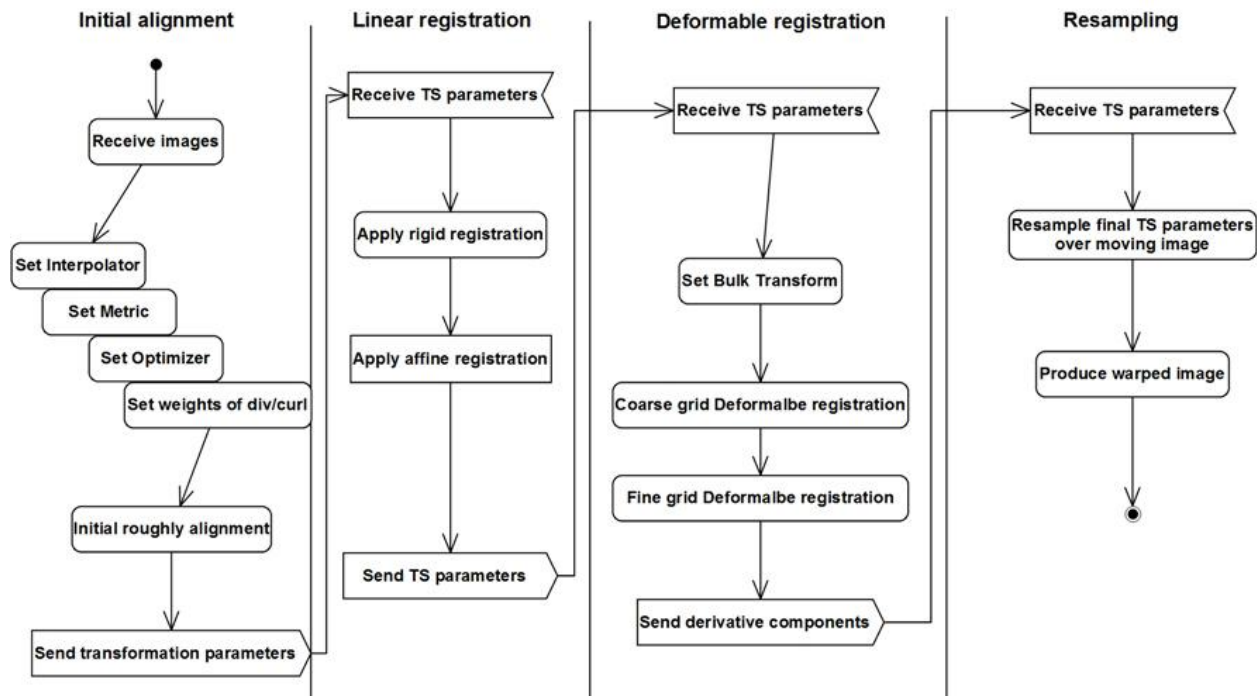 Initial alignment
Receive images
Set Interpolator
Set Metric
Set Optimizer
Set weights of div/curl
Initial roughly alignment
Send transformation parameters
Linear registration
Receive TS parameters
Apply rigid registration
Apply affine registration
Send TS parameters
Deformable registration
Receive TS parameters
Set Bulk Transform
Coarse grid Deformalbe registration
Fine grid Deformalbe registration
Send derivative components
Resampling
Receive TS parameters
Resample final TS parameters
over moving image
Produce warped image